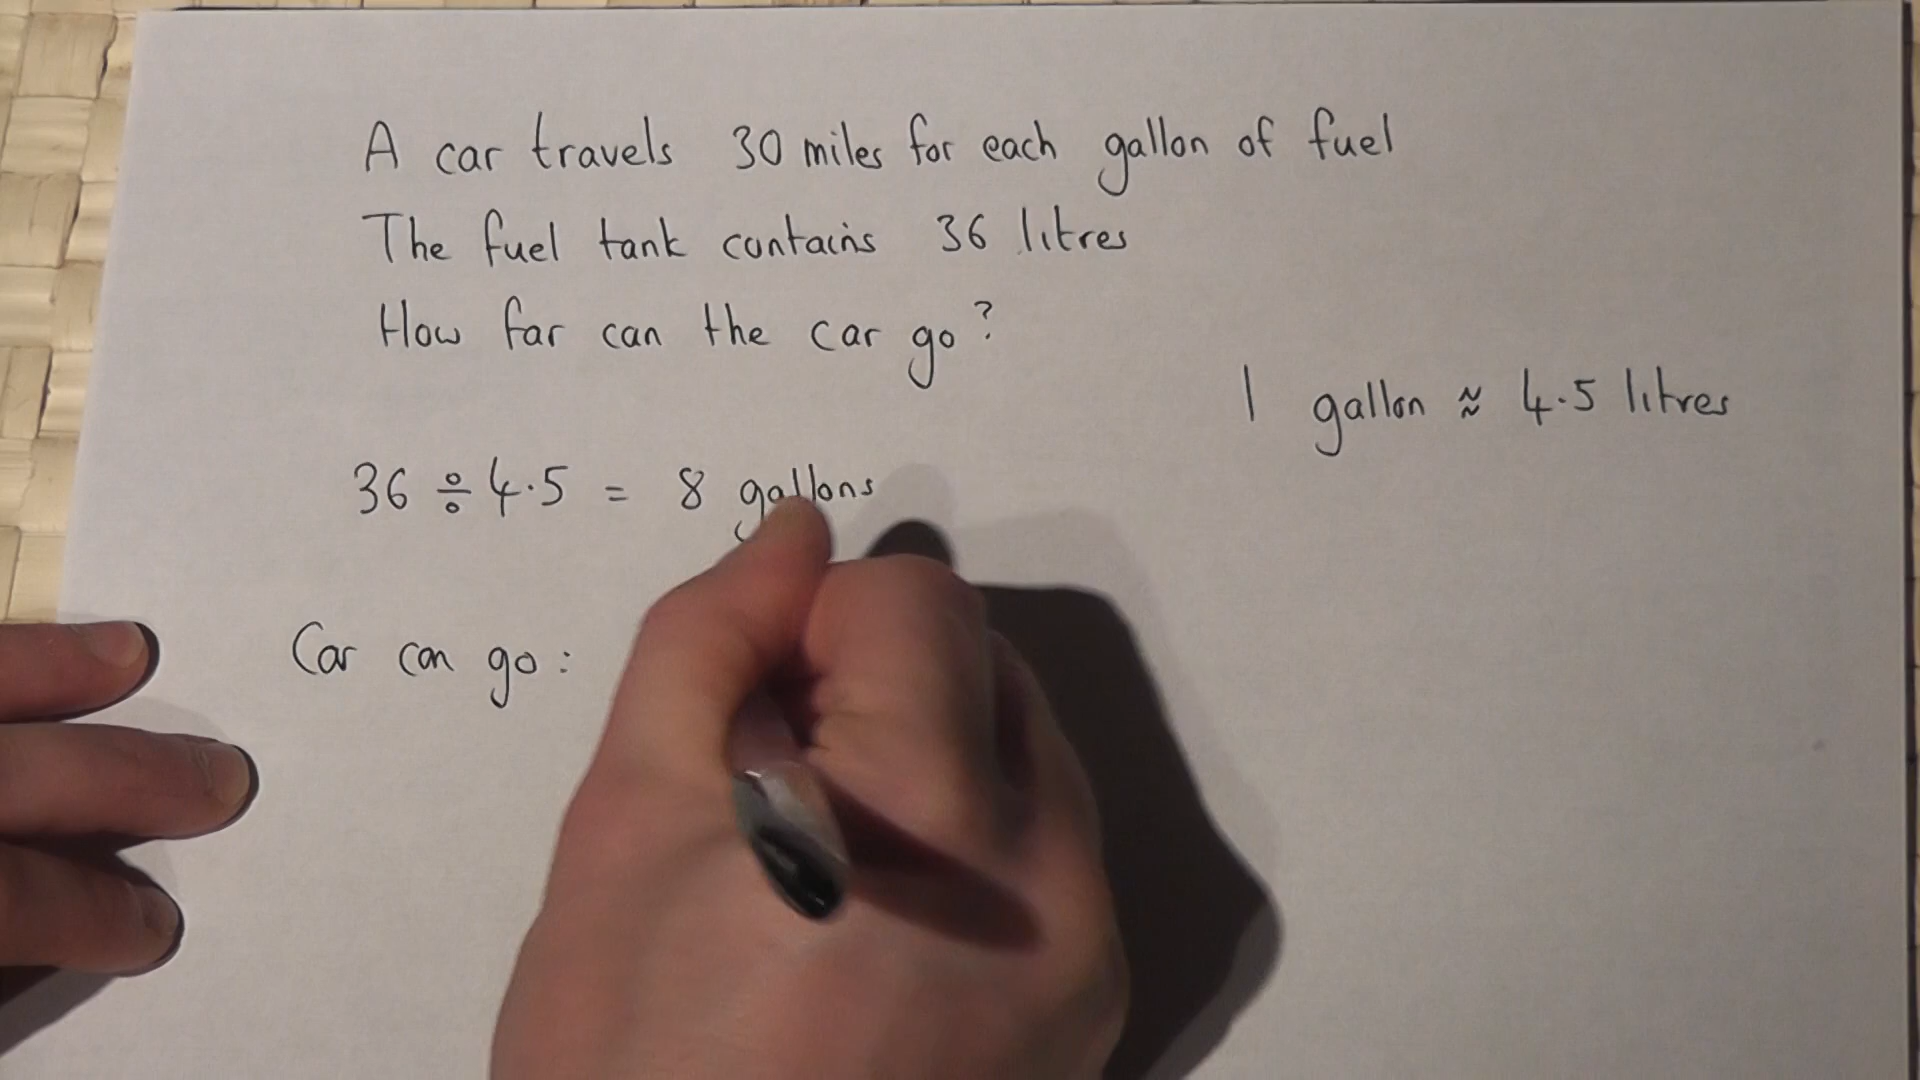 A car travels 30 miles for each gallon of fuel
The fuel tank contains 36 litres
How far can the car go?
1 gallon ≈ 4.5 litres
36 ÷ 4.5 = 8 gallons
Car can go: